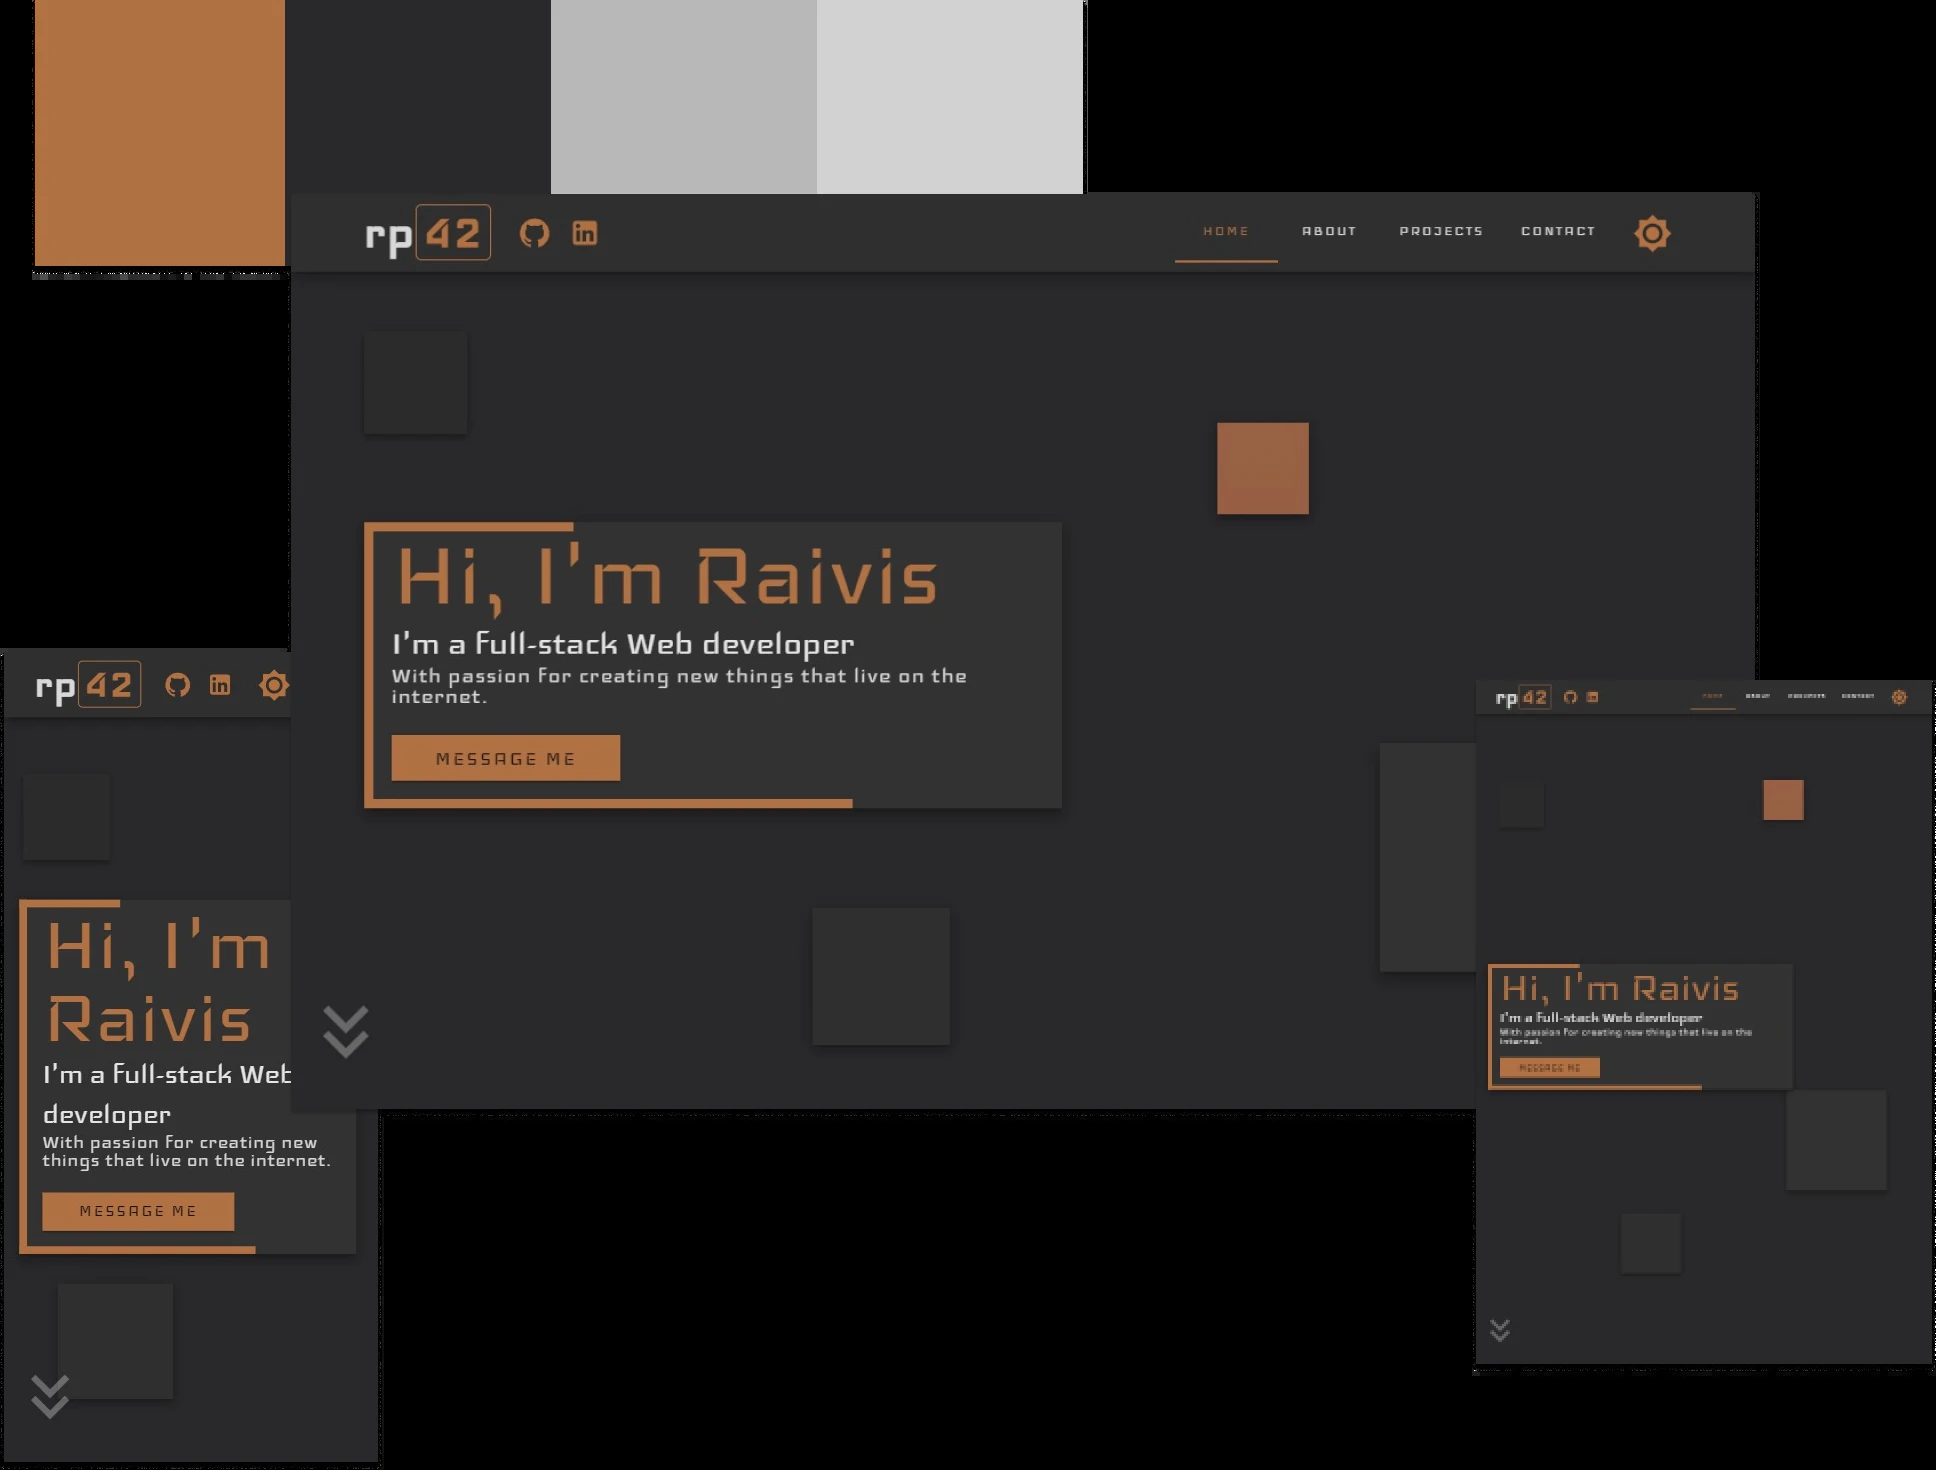 rp42
HOME ABOUT PROJECTS CONTACT
Hi, I'm Raivis
I'm a Full-stack Web developer
With passion for creating new things that live on the
internet.
MESSAGE ME
rp42
Hi, I'm
Raivis
I'm a Full-stack Web
developer
With passion for creating new
things that live on the internet.
MESSAGE ME
rp42
HOME ABOUT PROJECTS CONTACT
Hi, I'm Raivis
I'm a Full-stack Web developer
With passion for creating new things that live on the
internet.
MESSAGE ME